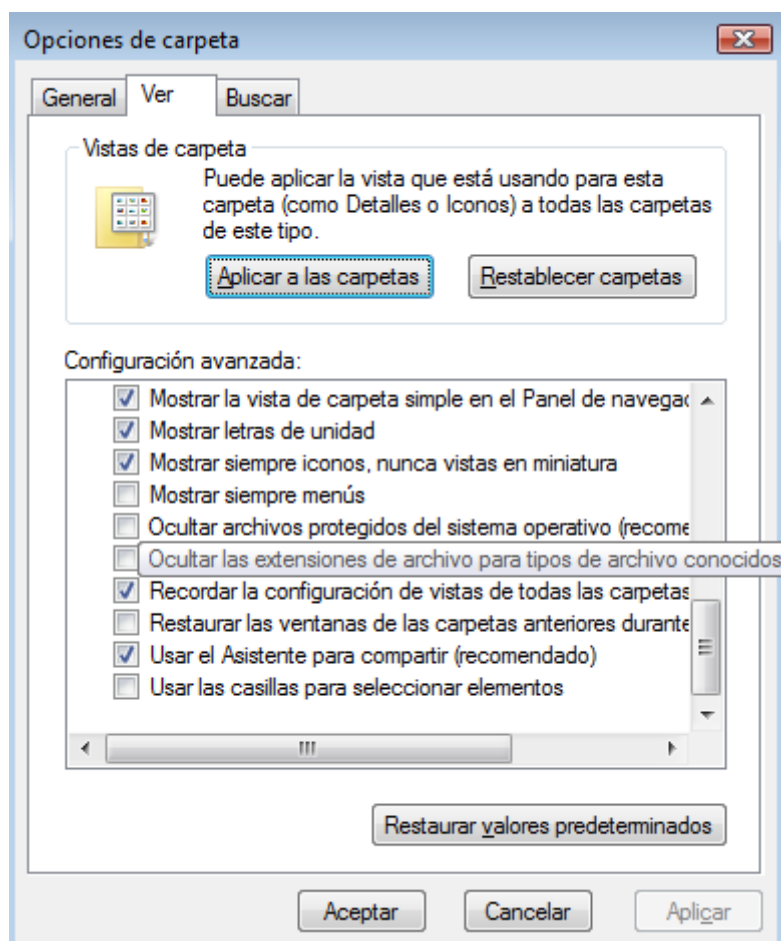 Opciones de carpeta
General Ver Buscar
Vistas de carpeta
Puede aplicar la vista que está usando para esta
carpeta (como Detalles o Iconos) a todas las carpetas
de este tipo.
Aplicar a las carpetas Restablecer carpetas
Configuración avanzada:
Mostrar la vista de carpeta simple en el Panel de
Mostrar letras de unidad
Mostrar siempre iconos, nunca vistas en miniatura
Mostrar siempre menús
Ocultar archivos protegidos del sistema operativo
Ocultar las extensiones de archivo para tipos de archivo conocidos
Recordar la configuración de vistas de todas las carpetas
Restaurar las ventanas de las carpetas anteriores durante
Usar el Asistente para compartir (recomendado)
Usar las casillas para seleccionar elementos
Restaurar valores predeterminados
Aceptar Cancelar Aplicar